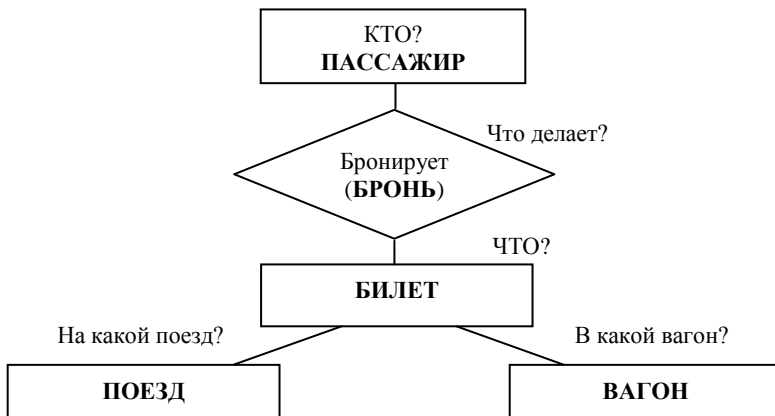 КТО?
ПАССАЖИР
Что делает?
Бронирует
(БРОНЬ)
ЧТО?
БИЛЕТ
На какой поезд?
В какой вагон?
ПОЕЗД
ВАГОН